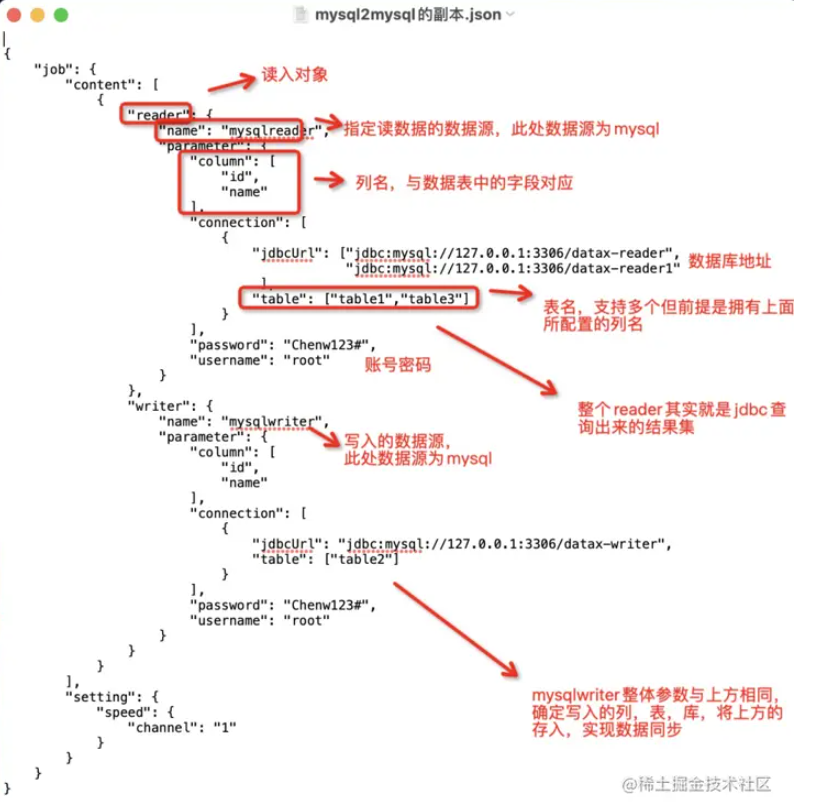 mysql2mysql的副本.json
{
"job": {
"content": [
读入对象
{
"reader": {
"name": "mysqlreader",
指定读数据的数据源，此处数据源为mysql
"parameter": {
"column": [
"id",
列名，与数据表中的字段对应
"name"
],
"connection": [
{
"jdbcUrl": ["jdbc:mysql://127.0.0.1:3306/datax-reader",
数据库地址
"jdbc:mysql://127.0.0.1:3306/datax-reader1"
],
"table": ["table1","table3"]
表名，支持多个但前提是拥有上面
所配置的列名
}
],
"password": "Chenw123#",
"username": "root"
账号密码
}
},
整个reader其实就是jdbc查
询出来的结果集
"writer": {
"name": "mysqlwriter",
写入的数据源，
此处数据源为mysql
"parameter": {
"column": [
"id",
"name"
],
"connection": [
{
"jdbcUrl": "jdbc:mysql://127.0.0.1:3306/datax-writer",
"table": ["table2"]
}
],
"password": "Chenw123#",
"username": "root"
}
}
}
],
"setting": {
"speed": {
"channel": "1"
}
}
}
}
mysqlwriter整体参数与上方相同，
确定写入的列，表，库，将上方的
存入，实现数据同步
@稀土掘金技术社区